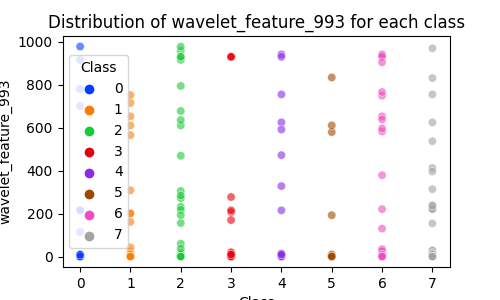 Distribution of wavelet_feature_993 for each class
wavelet_feature_993
1000
800
600
400
200
0
Class
0
1
2
3
4
5
6
7
0 1 2 3 4 5 6 7
Class